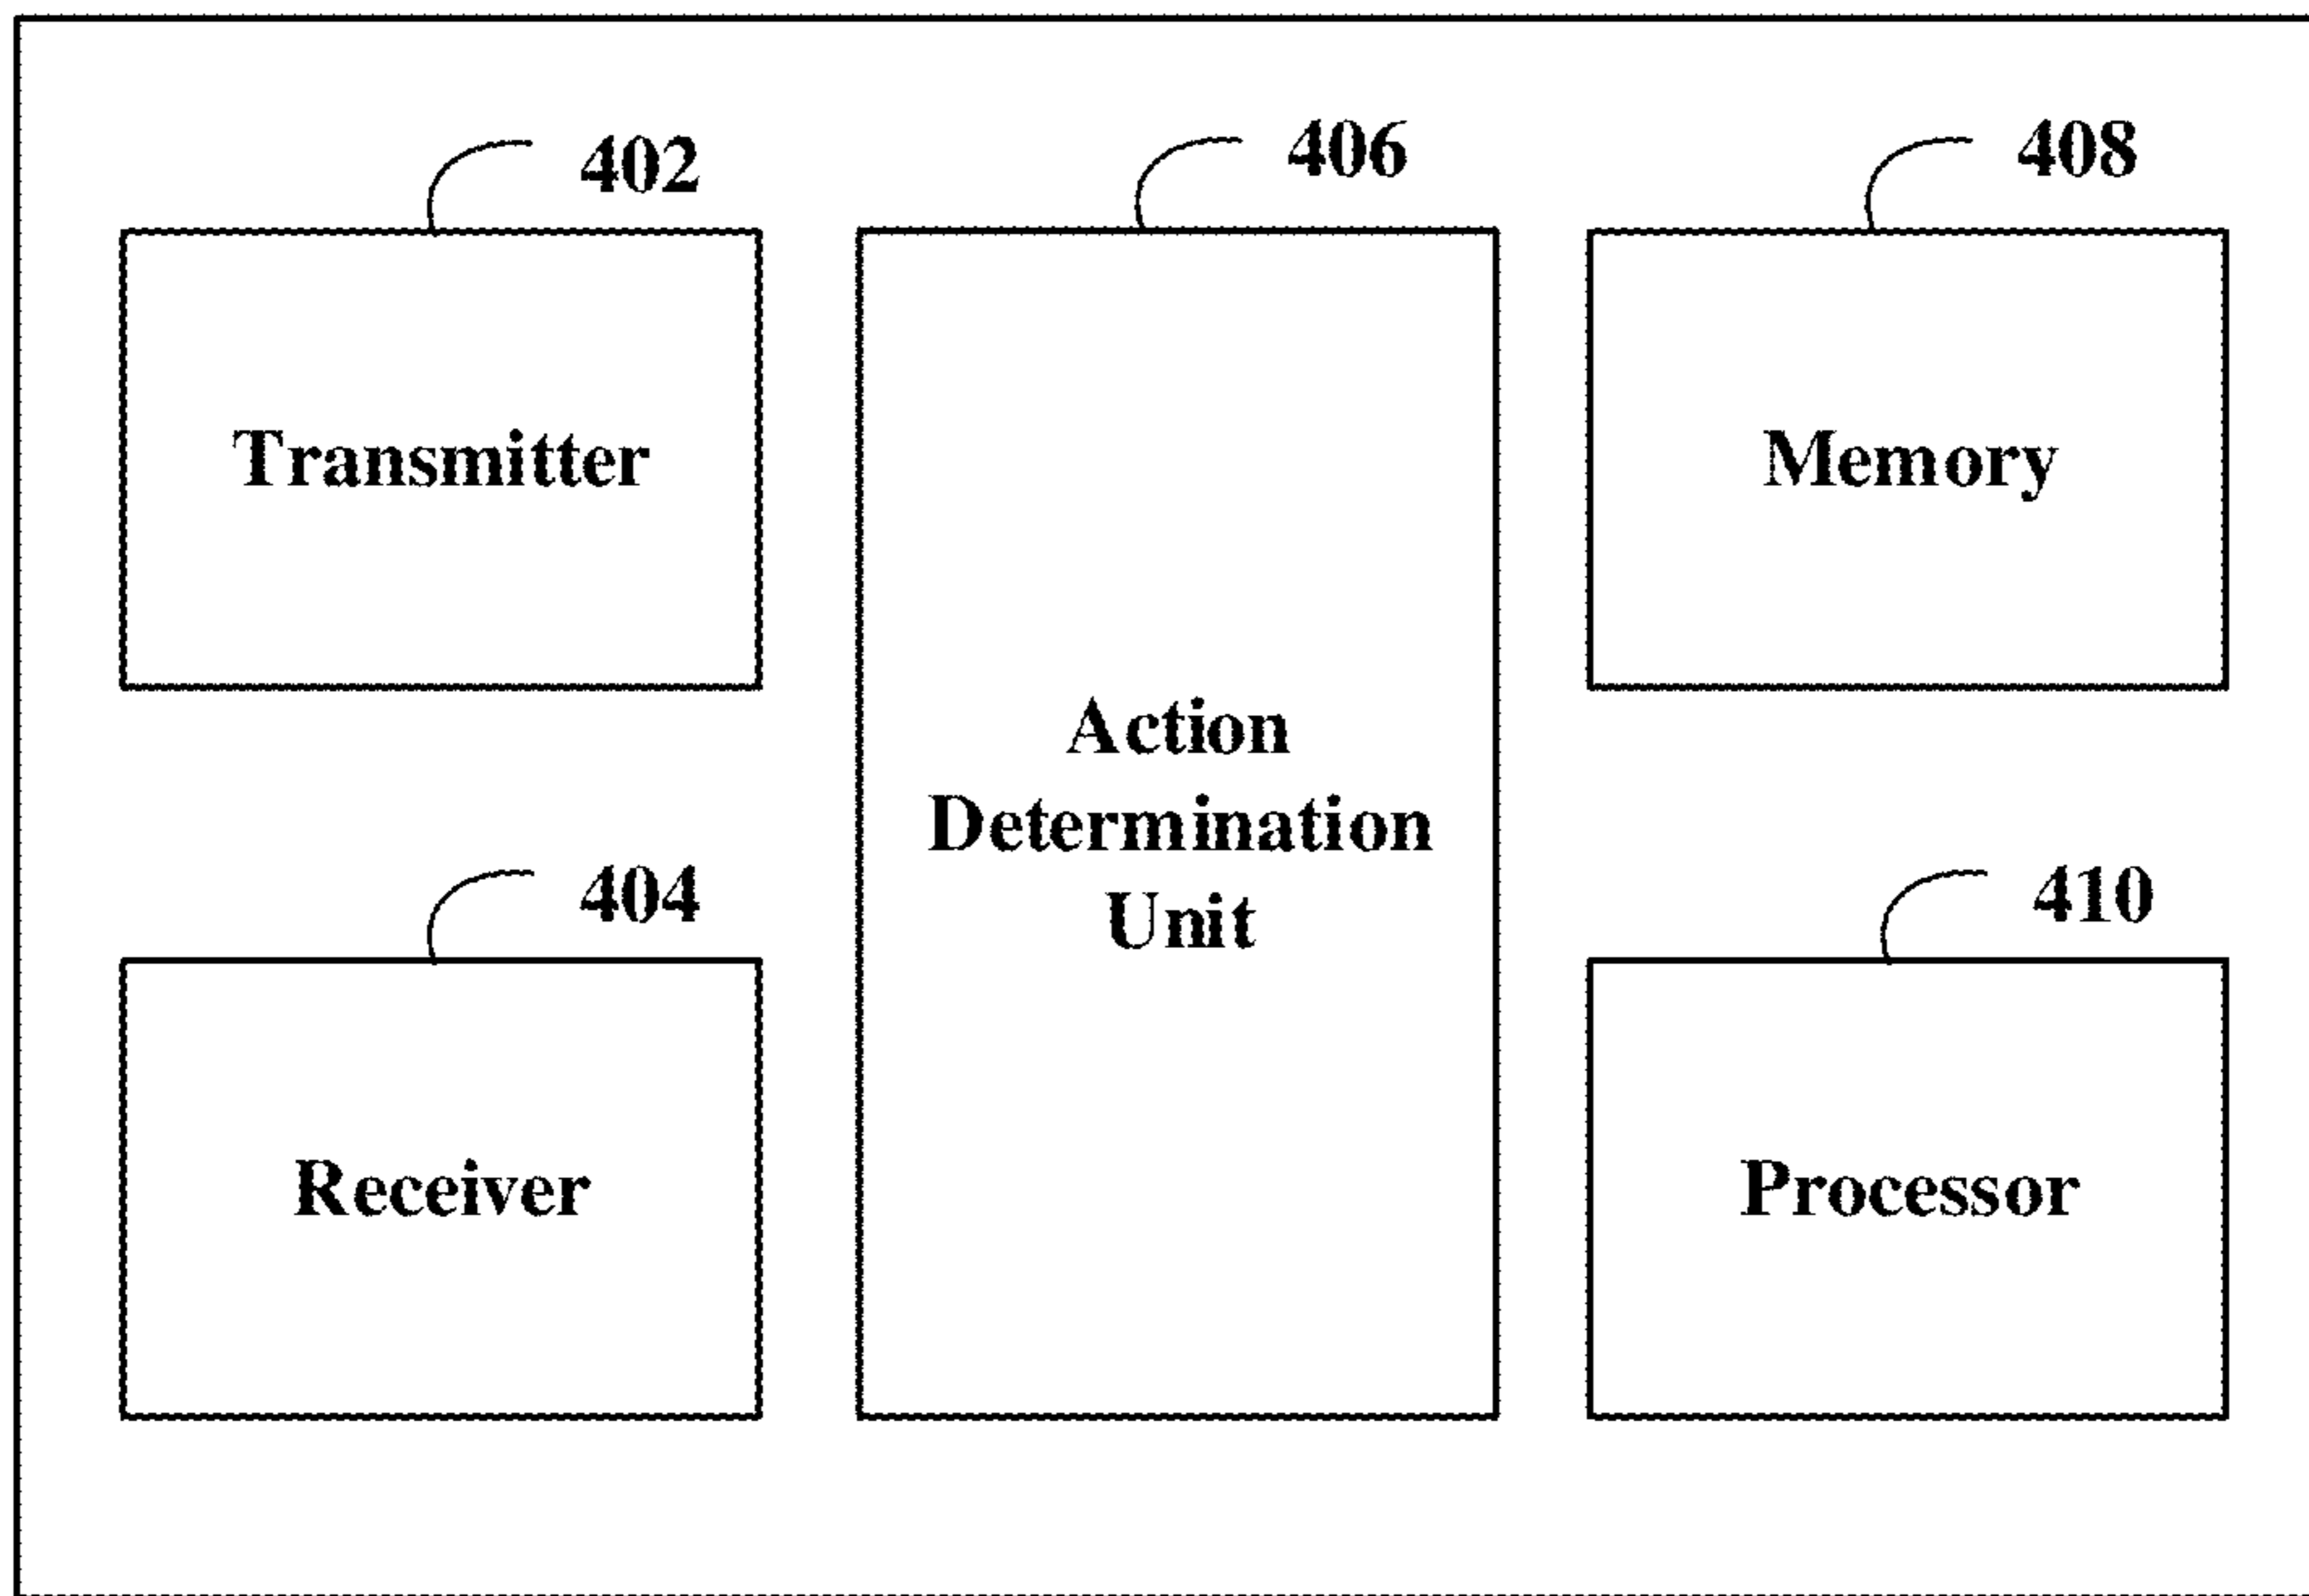 402
Transmitter
404
Receiver
406
Action
Determination
Unit
408
Memory
410
Processor